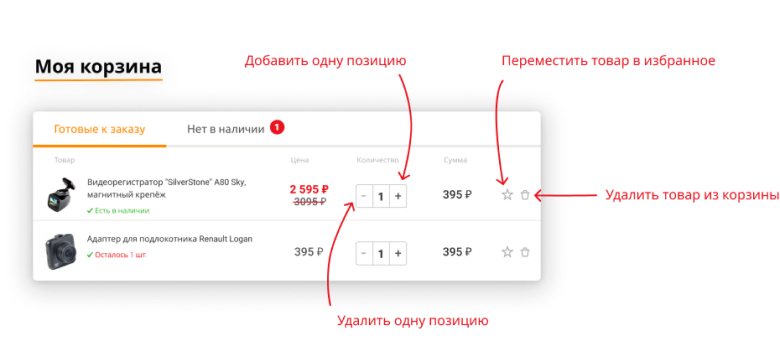 Добавить одну позицию
Переместить товар в избранное
Моя корзина
Готовые к заказу
Нет в наличии 1
Товар Цена Количество Сумма
Видеорегистратор "SilverStone" A80 Sky,
магнитный крепёж
Есть в наличии
2 595 ₽
3095 ₽
- 1 +
395 ₽
Удалить товар из корзины
Адаптер для подлокотника Renault Logan
Осталось 1 шт.
395 ₽
- 1 +
395 ₽
Удалить одну позицию